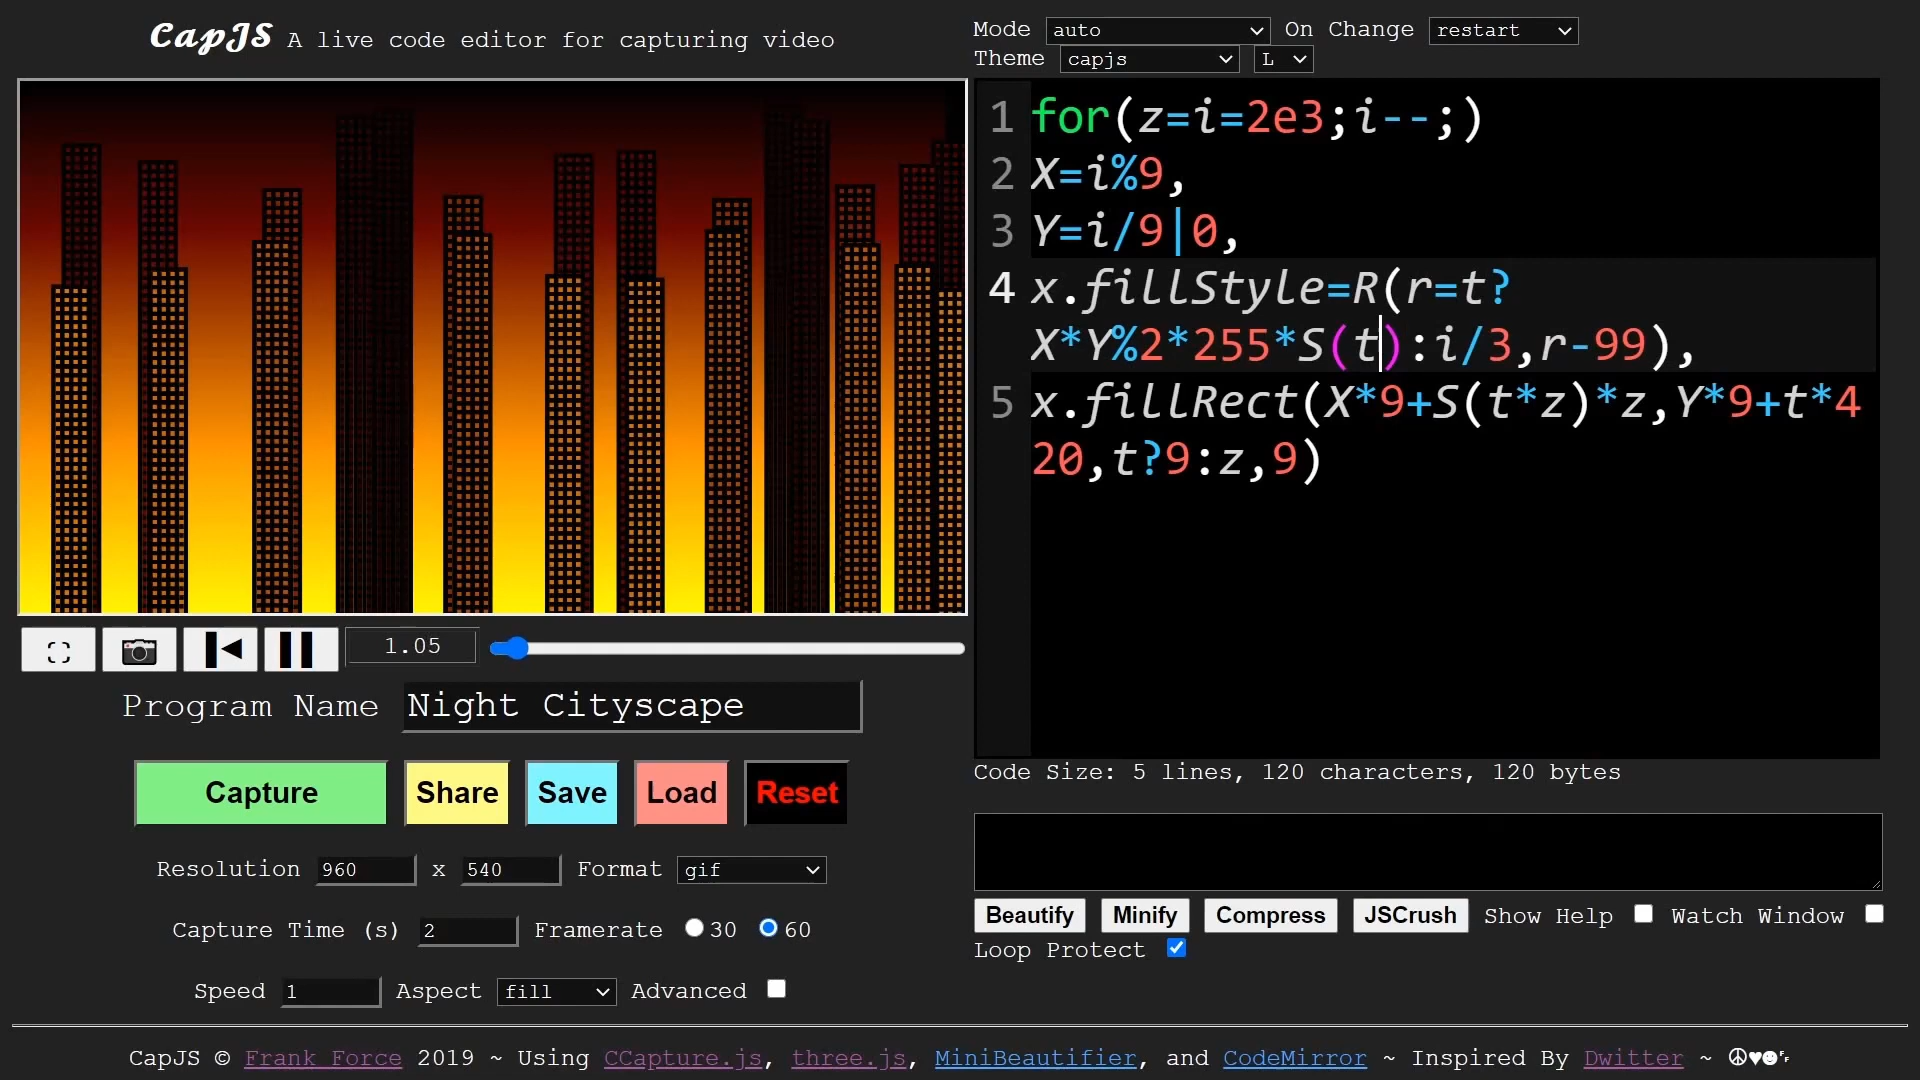 CapJS A live code editor for capturing video
Mode auto On Change restart
Theme capjs L
1 for(z=i=2e3;i--;)
2 X=i%9,
3 Y=i/9|0,
4 x.fillStyle=R(r=t?
X*Y%2*255*S(t):i/3,r-99),
5 x.fillRect(X*9+S(t*z)*z,Y*9+t*4
20,t?9:z,9)
1.05
Program Name Night Cityscape
Capture Share Save Load Reset
Resolution 960 x 540 Format gif
Capture Time (s) 2 Framerate 30 60
Speed 1 Aspect fill Advanced
Code Size: 5 lines, 120 characters, 120 bytes
Beautify Minify Compress JSCrush Show Help Watch Window
Loop Protect
CapJS © Frank Force 2019 ~ Using CCapture.js, three.js, MiniBeautifier, and CodeMirror ~ Inspired By Dwitter ~ ☮♥☻